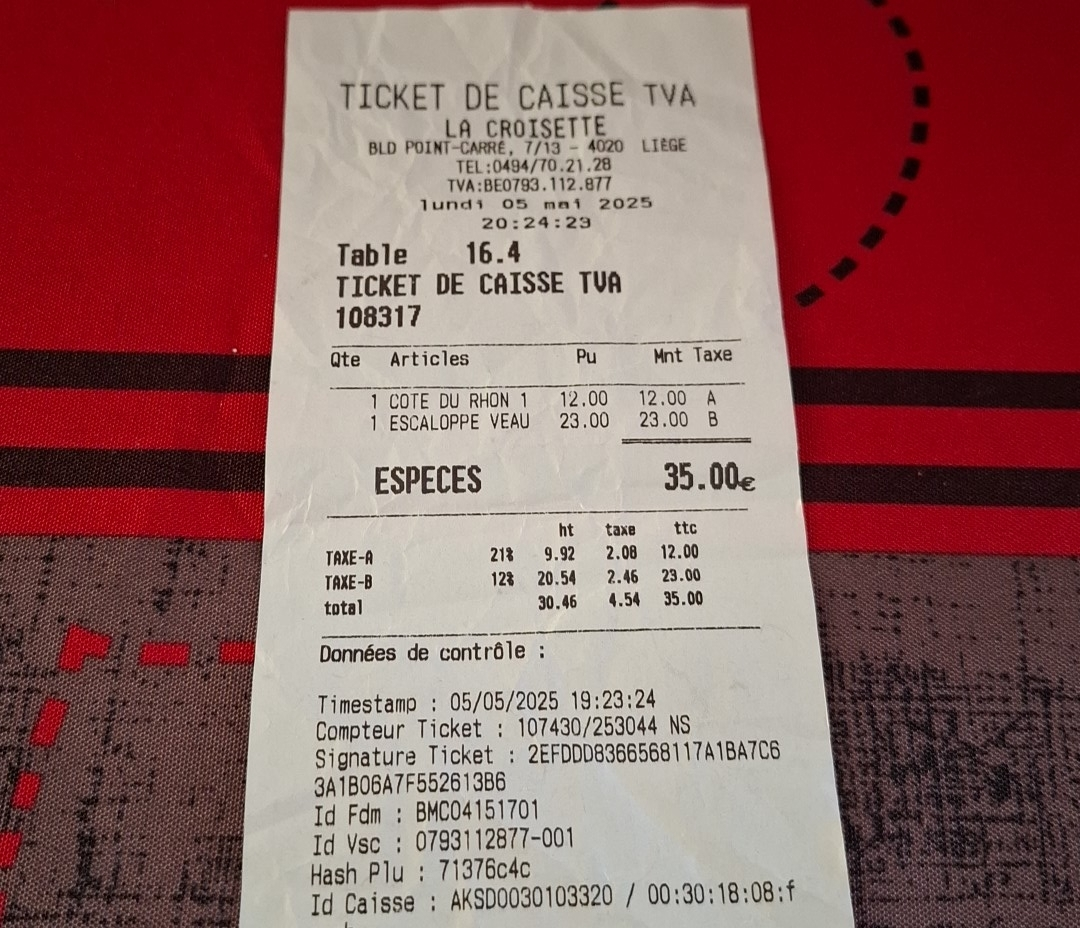 TICKET DE CAISSE TVA
LA CROISETTE
BLD POINT-CARRÉ, 7/13 - 4020 LIÈGE
TEL:0494/70.21.28
TVA:BE0793.112.877
lundi 05 mai 2025
20:24:23
Table 16.4
TICKET DE CAISSE TVA
108317
Qte Articles Pu Mnt Taxe
1 COTE DU RHON 1 12.00 12.00 A
1 ESCALOPPE VEAU 23.00 23.00 B
ESPECES 35.00€
ht taxe ttc
TAXE-A 21% 9.92 2.08 12.00
TAXE-B 12% 20.54 2.46 23.00
total 30.46 4.54 35.00
Données de contrôle :
Timestamp : 05/05/2025 19:23:24
Compteur Ticket : 107430/253044 NS
Signature Ticket : 2EFDDD8366568117A1BA7C6
3A1B06A7F552613B6
Id Fdm : BMC04151701
Id Vsc : 0793112877-001
Hash Plu : 71376c4c
Id Caisse : AKSD0030103320 / 00:30:18:08:f